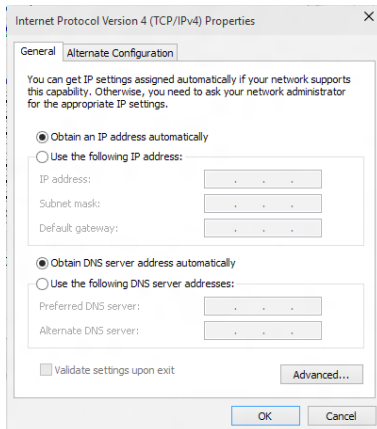 Internet Protocol Version 4 (TCP/IPv4) Properties
General
Alternate Configuration
You can get IP settings assigned automatically if your network supports
this capability. Otherwise, you need to ask your network administrator
for the appropriate IP settings.
Obtain an IP address automatically
Use the following IP address:
IP address:
Subnet mask:
Default gateway:
Obtain DNS server address automatically
Use the following DNS server addresses:
Preferred DNS server:
Alternate DNS server:
Validate settings upon exit
Advanced...
OK
Cancel